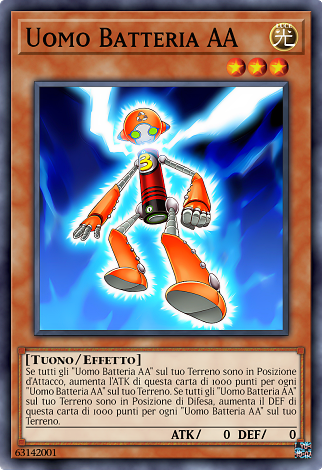 Uomo Batteria AA
光
3
[Tuono/Effetto]
Se tutti gli "Uomo Batteria AA" sul tuo Terreno sono in Posizione
d'Attacco, aumenta l'ATK di questa carta di 1000 punti per ogni
"Uomo Batteria AA" sul tuo Terreno. Se tutti gli "Uomo Batteria AA"
sul tuo Terreno sono in Posizione di Difesa, aumenta il DEF di
questa carta di 1000 punti per ogni "Uomo Batteria AA" sul tuo
Terreno.
ATK/ 0 DEF/ 0
63142001